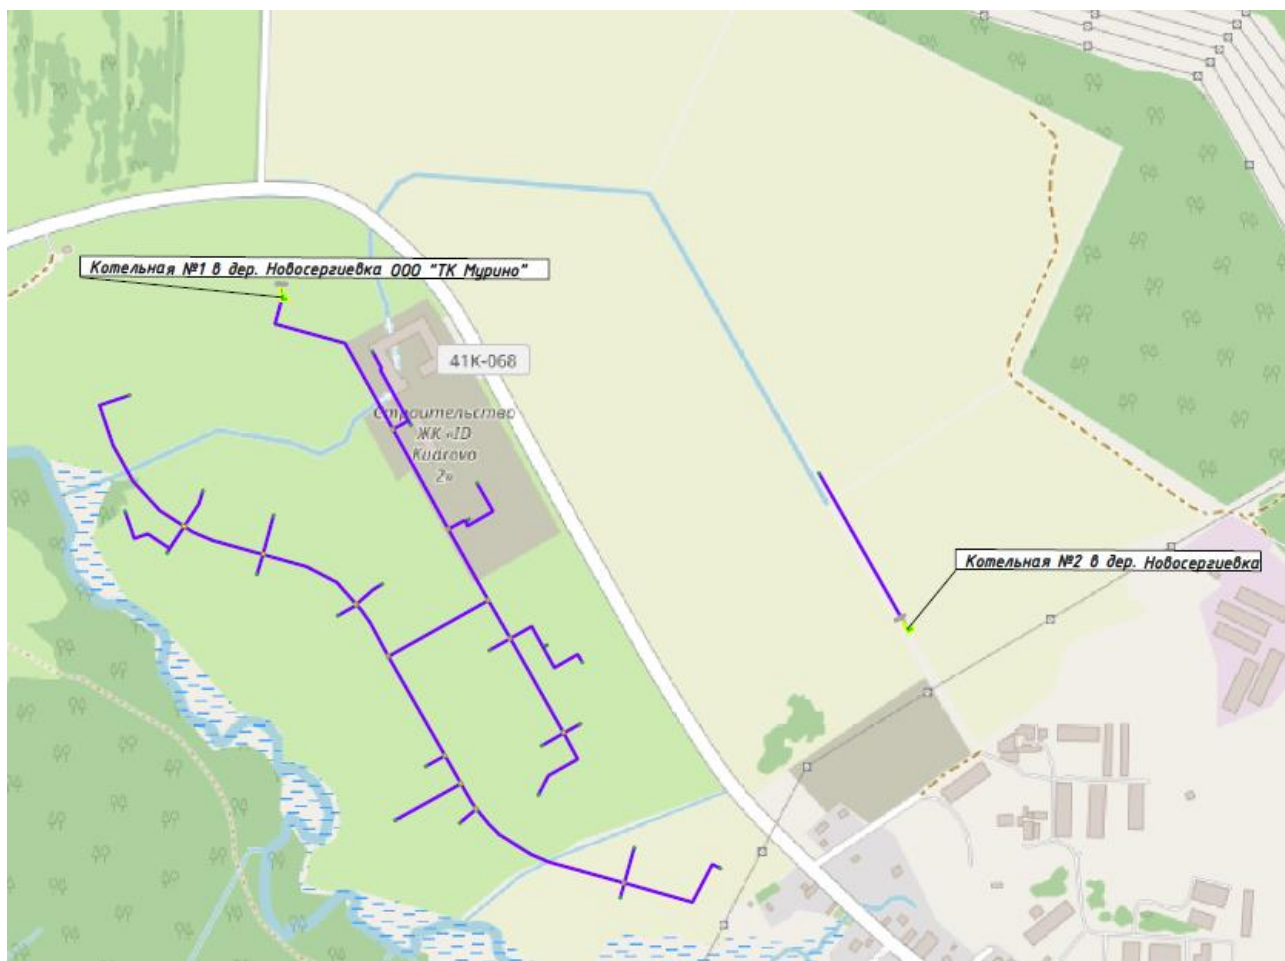 Котельная №1 в дер. Новосергиевка ООО "ТК Мурино"
41К-068
Строительство
ЖК «ID
Kudrovo
2»
Котельная №2 в дер. Новосергиевка